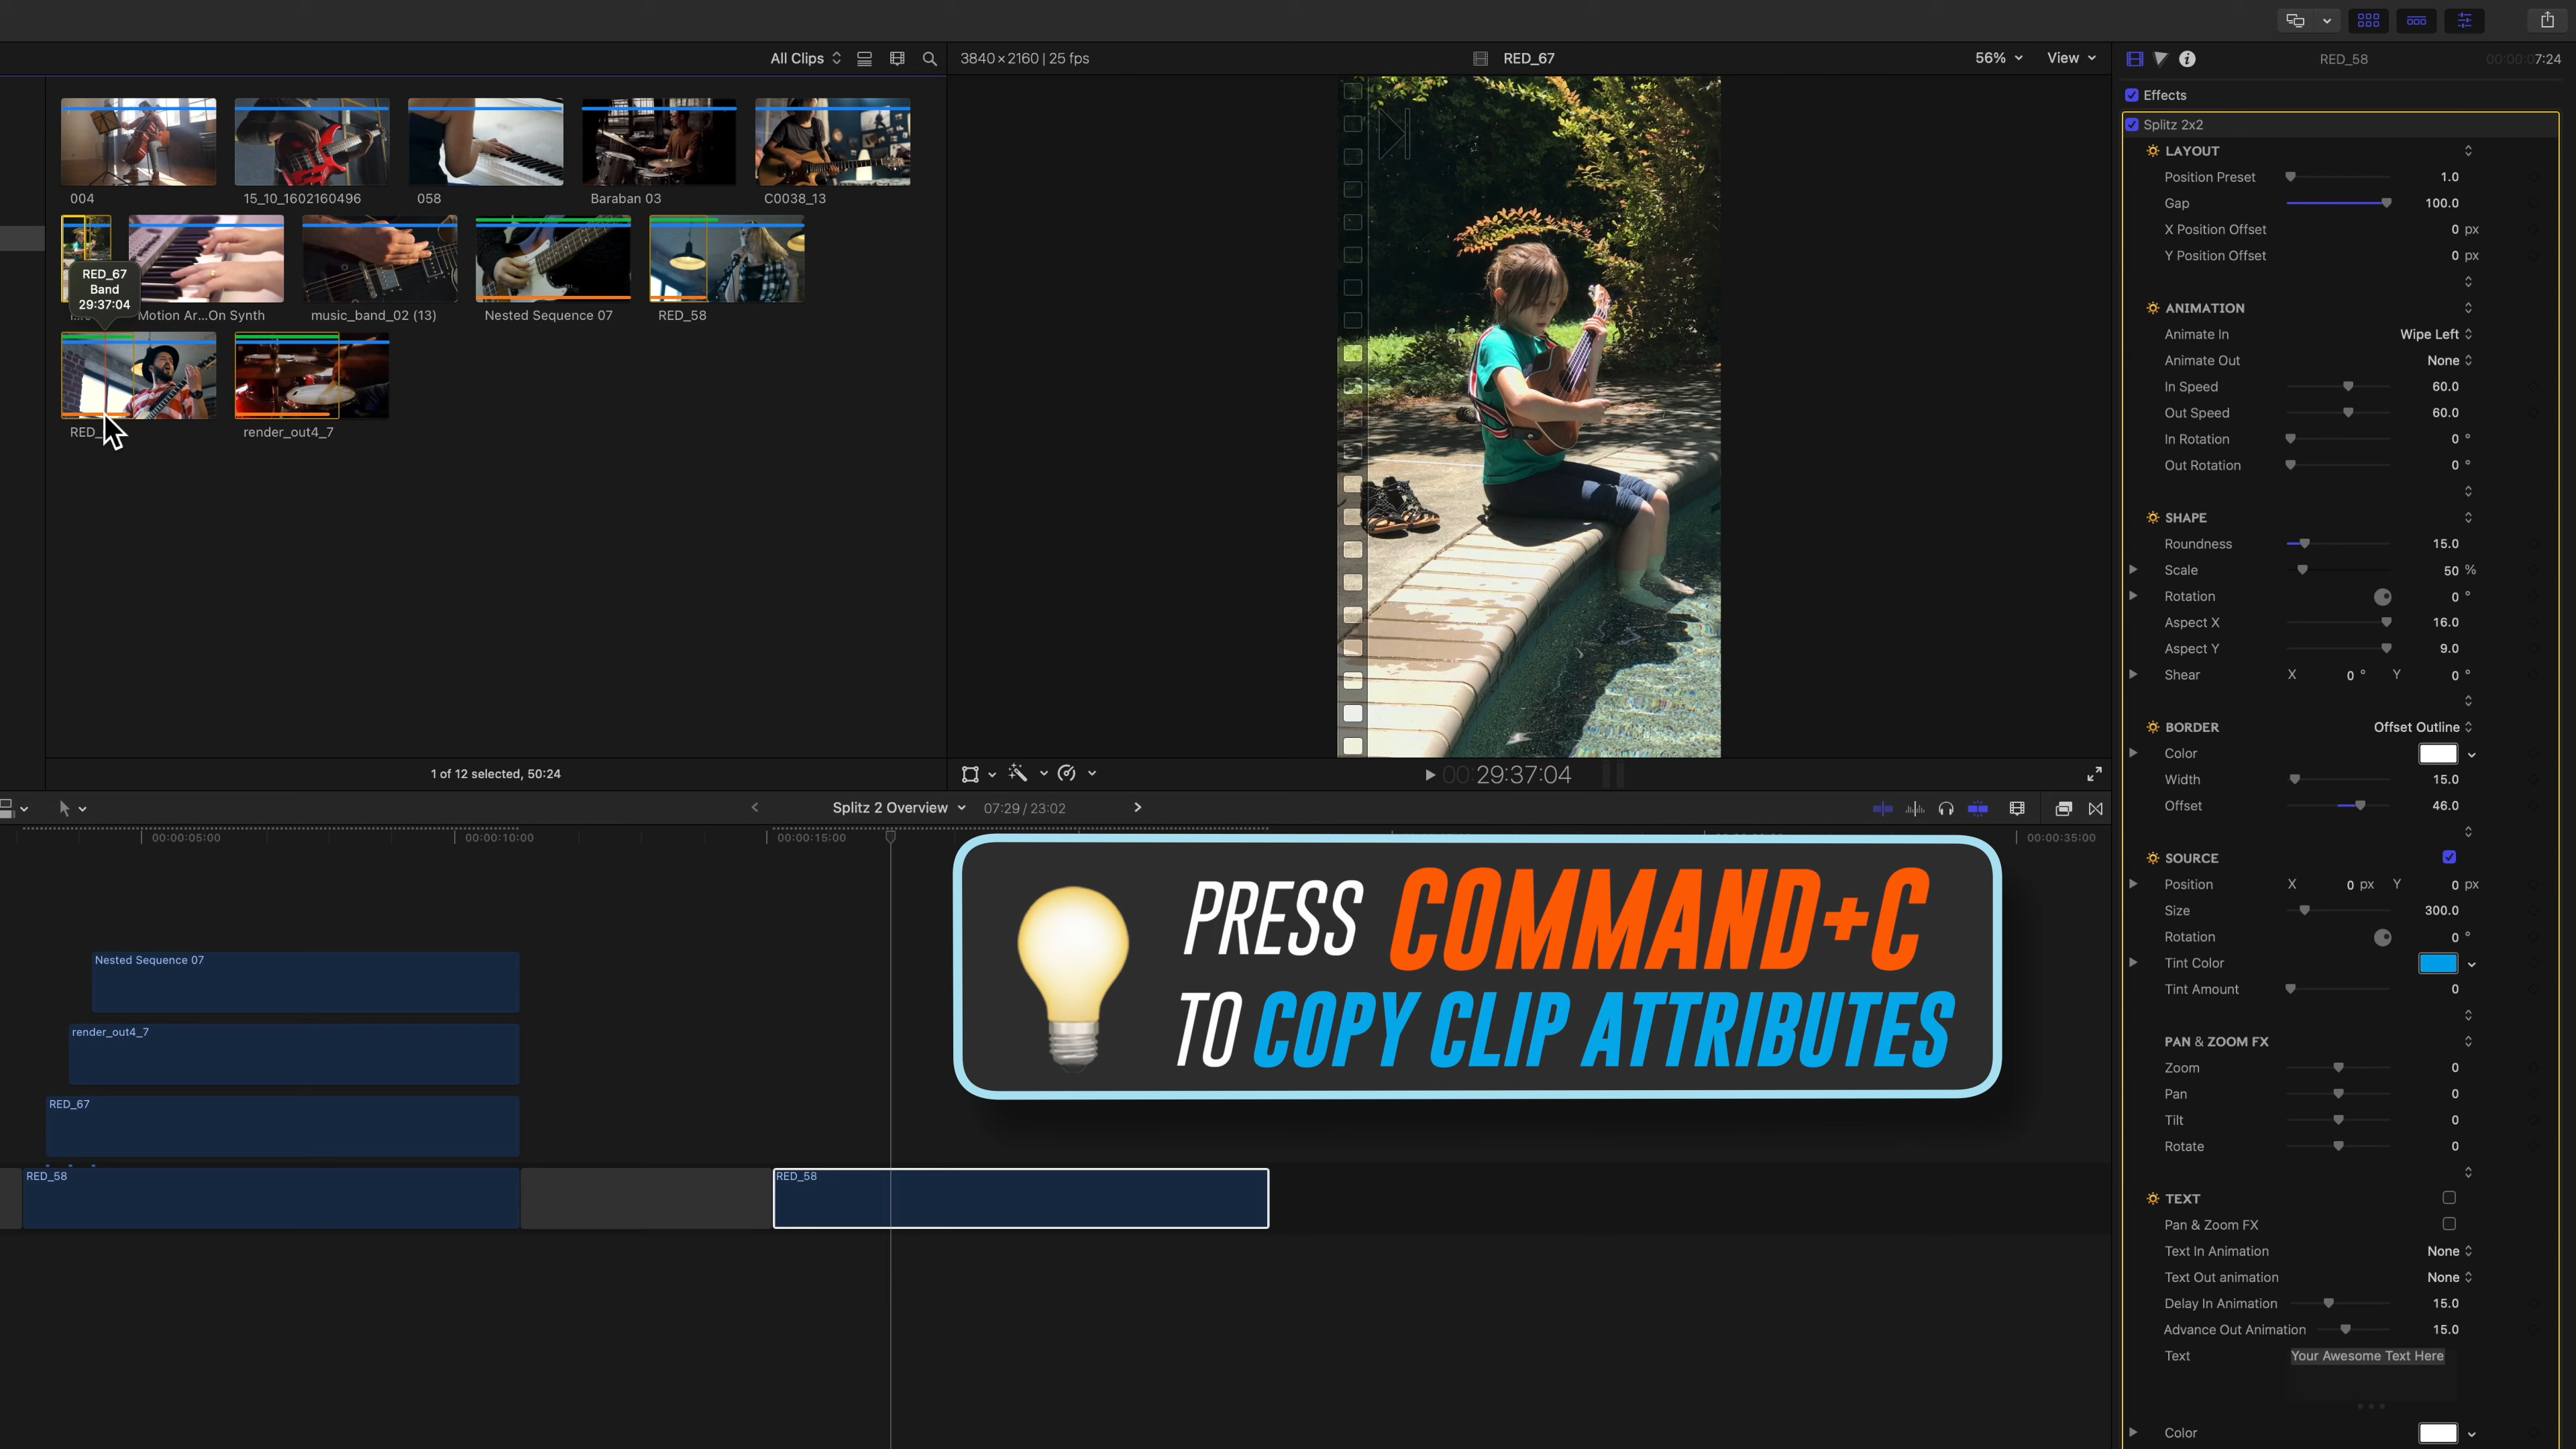 All Clips
3840×2160 | 25 fps
RED_67
56%
View
RED_58
00:00:07:24
Effects
Splitz 2x2
004
15_10_1602160496
058
Baraban 03
C0038_13
RED_67
Band
29:37:04
Motion Ar...On Synth
music_band_02 (13)
Nested Sequence 07
RED_58
RED_
render_out4_7
1 of 12 selected, 50:24
00:29:37:04
LAYOUT
Position Preset 1.0
Gap 100.0
X Position Offset 0 px
Y Position Offset 0 px
ANIMATION
Animate In Wipe Left
Animate Out None
In Speed 60.0
Out Speed 60.0
In Rotation 0 °
Out Rotation 0 °
SHAPE
Roundness 15.0
Scale 50 %
Rotation 0 °
Aspect X 16.0
Aspect Y 9.0
Shear X 0 ° Y 0 °
BORDER Offset Outline
Color
Width 15.0
Offset 46.0
SOURCE
Position X 0 px Y 0 px
Size 300.0
Rotation 0 °
Tint Color
Tint Amount 0
PAN & ZOOM FX
Zoom 0
Pan 0
Tilt 0
Rotate 0
TEXT
Pan & Zoom FX
Text In Animation None
Text Out animation None
Delay In Animation 15.0
Advance Out Animation 15.0
Text Your Awesome Text Here
Color
Splitz 2 Overview
07:29 / 23:02
00:00:05:00
00:00:10:00
00:00:15:00
00:00:35:00
PRESS COMMAND+C
TO COPY CLIP ATTRIBUTES
Nested Sequence 07
render_out4_7
RED_67
RED_58
RED_58